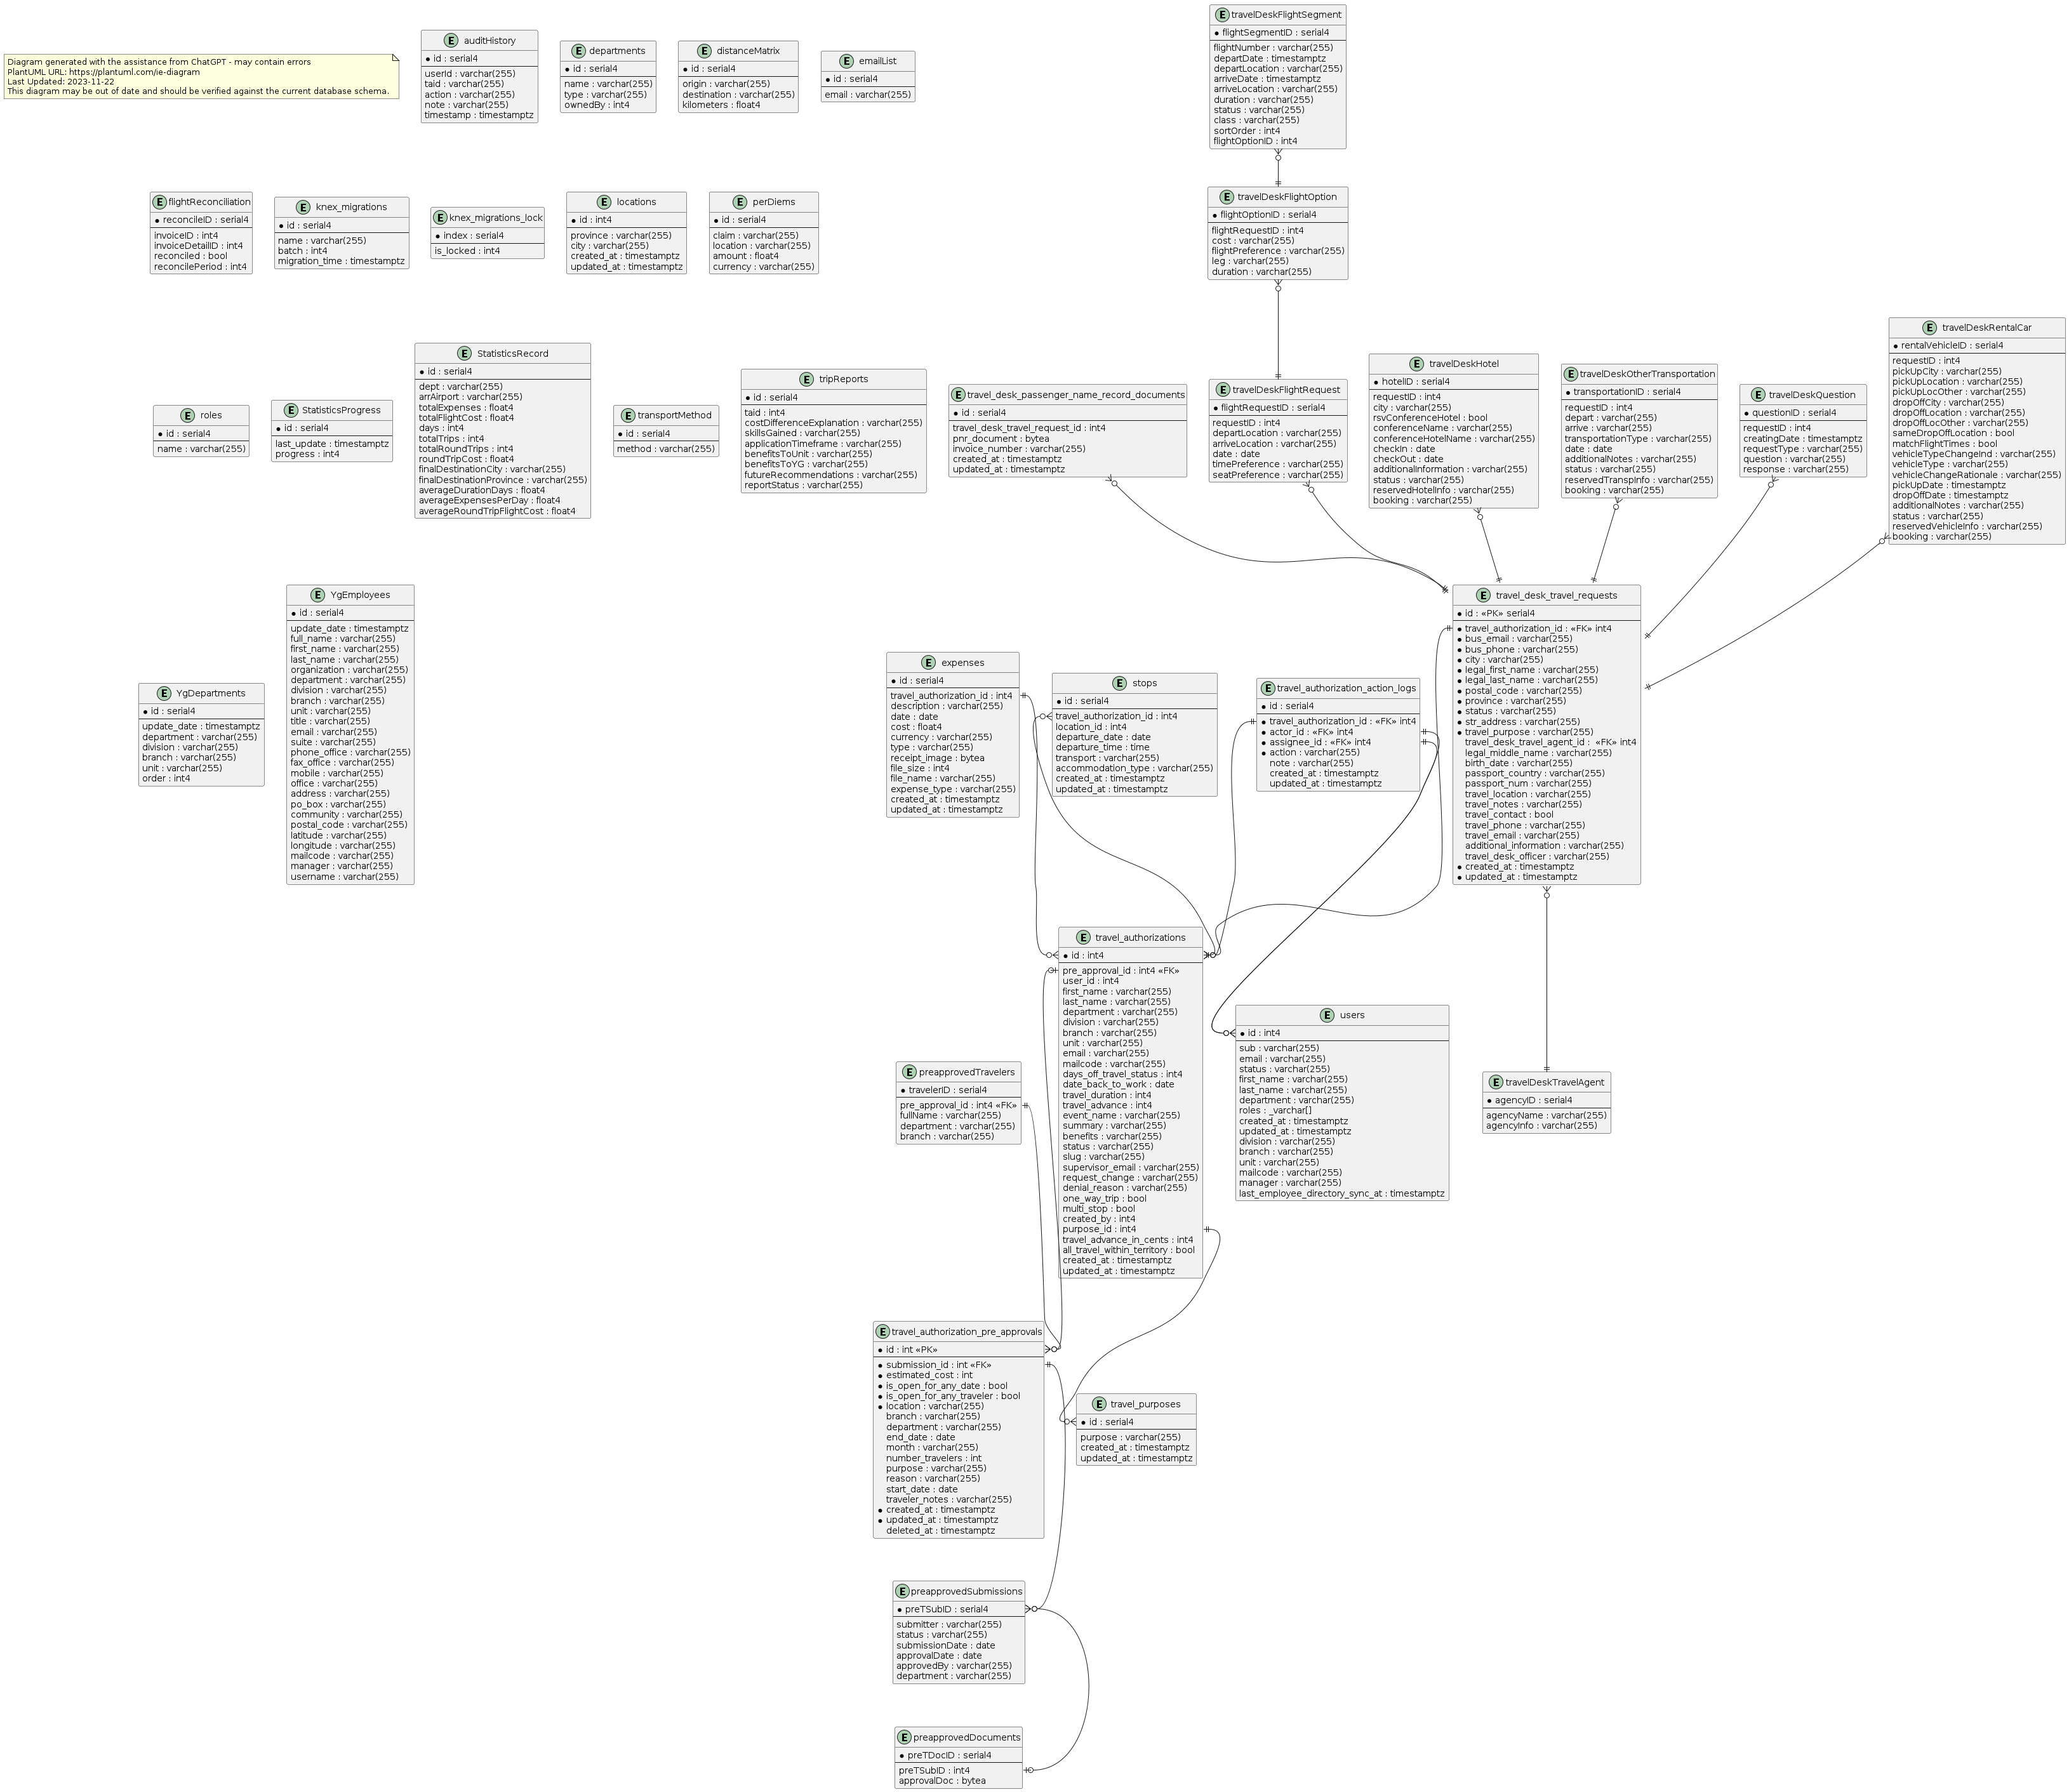 Diagram generated with the assistance from ChatGPT - may contain errors
PlantUML URL: https://plantuml.com/ie-diagram
Last Updated: 2023-11-22
This diagram may be out of date and should be verified against the current database schema.
E auditHistory
id : serial4
userId : varchar(255)
taid : varchar(255)
action : varchar(255)
note : varchar(255)
timestamp : timestamptz
E departments
id : serial4
name : varchar(255)
type : varchar(255)
ownedBy : int4
E distanceMatrix
id : serial4
origin : varchar(255)
destination : varchar(255)
kilometers : float4
E emailList
id : serial4
email : varchar(255)
E travelDeskFlightSegment
flightSegmentID : serial4
flightNumber : varchar(255)
departDate : timestamptz
departLocation : varchar(255)
arriveDate : timestamptz
arriveLocation : varchar(255)
duration : varchar(255)
status : varchar(255)
class : varchar(255)
sortOrder : int4
flightOptionID : int4
E flightReconciliation
reconcileID : serial4
invoiceID : int4
invoiceDetailID : int4
reconciled : bool
reconcilePeriod : int4
E knex_migrations
id : serial4
name : varchar(255)
batch : int4
migration_time : timestamptz
E knex_migrations_lock
index : serial4
is_locked : int4
E locations
id : int4
province : varchar(255)
city : varchar(255)
created_at : timestamptz
updated_at : timestamptz
E perDiems
id : serial4
claim : varchar(255)
location : varchar(255)
amount : float4
currency : varchar(255)
E travelDeskFlightOption
flightOptionID : serial4
flightRequestID : int4
cost : varchar(255)
flightPreference : varchar(255)
leg : varchar(255)
duration : varchar(255)
E roles
id : serial4
name : varchar(255)
E StatisticsProgress
id : serial4
last_update : timestamptz
progress : int4
E StatisticsRecord
id : serial4
dept : varchar(255)
arrAirport : varchar(255)
totalExpenses : float4
totalFlightCost : float4
days : int4
totalTrips : int4
totalRoundTrips : int4
roundTripCost : float4
finalDestinationCity : varchar(255)
finalDestinationProvince : varchar(255)
averageDurationDays : float4
averageExpensesPerDay : float4
averageRoundTripFlightCost : float4
E transportMethod
id : serial4
method : varchar(255)
E tripReports
id : serial4
taid : int4
costDifferenceExplanation : varchar(255)
skillsGained : varchar(255)
applicationTimeframe : varchar(255)
benefitsToUnit : varchar(255)
benefitsToYG : varchar(255)
futureRecommendations : varchar(255)
reportStatus : varchar(255)
E travel_desk_passenger_name_record_documents
id : serial4
travel_desk_travel_request_id : int4
pnr_document : bytea
invoice_number : varchar(255)
created_at : timestamptz
updated_at : timestamptz
E travelDeskFlightRequest
flightRequestID : serial4
requestID : int4
departLocation : varchar(255)
arriveLocation : varchar(255)
date : date
timePreference : varchar(255)
seatPreference : varchar(255)
E travelDeskHotel
hotelID : serial4
requestID : int4
city : varchar(255)
rsvConferenceHotel : bool
conferenceName : varchar(255)
conferenceHotelName : varchar(255)
checkIn : date
checkOut : date
additionalInformation : varchar(255)
status : varchar(255)
reservedHotelInfo : varchar(255)
booking : varchar(255)
E travelDeskOtherTransportation
transportationID : serial4
requestID : int4
depart : varchar(255)
arrive : varchar(255)
transportationType : varchar(255)
date : date
additionalNotes : varchar(255)
status : varchar(255)
reservedTranspInfo : varchar(255)
booking : varchar(255)
E travelDeskQuestion
questionID : serial4
requestID : int4
creatingDate : timestamptz
requestType : varchar(255)
question : varchar(255)
response : varchar(255)
E travelDeskRentalCar
rentalVehicleID : serial4
requestID : int4
pickUpCity : varchar(255)
pickUpLocation : varchar(255)
pickUpLocOther : varchar(255)
dropOffCity : varchar(255)
dropOffLocation : varchar(255)
dropOffLocOther : varchar(255)
sameDropOffLocation : bool
matchFlightTimes : bool
vehicleTypeChangeInd : varchar(255)
vehicleType : varchar(255)
vehicleChangeRationale : varchar(255)
pickUpDate : timestamptz
dropOffDate : timestamptz
additionalNotes : varchar(255)
status : varchar(255)
reservedVehicleInfo : varchar(255)
booking : varchar(255)
E YgDepartments
id : serial4
update_date : timestamptz
department : varchar(255)
division : varchar(255)
branch : varchar(255)
unit : varchar(255)
order : int4
E YgEmployees
id : serial4
update_date : timestamptz
full_name : varchar(255)
first_name : varchar(255)
last_name : varchar(255)
organization : varchar(255)
department : varchar(255)
division : varchar(255)
branch : varchar(255)
unit : varchar(255)
title : varchar(255)
email : varchar(255)
suite : varchar(255)
phone_office : varchar(255)
fax_office : varchar(255)
mobile : varchar(255)
office : varchar(255)
address : varchar(255)
po_box : varchar(255)
community : varchar(255)
postal_code : varchar(255)
latitude : varchar(255)
longitude : varchar(255)
mailcode : varchar(255)
manager : varchar(255)
username : varchar(255)
E expenses
id : serial4
travel_authorization_id : int4
description : varchar(255)
date : date
cost : float4
currency : varchar(255)
type : varchar(255)
receipt_image : bytea
file_size : int4
file_name : varchar(255)
expense_type : varchar(255)
created_at : timestamptz
updated_at : timestamptz
E stops
id : serial4
travel_authorization_id : int4
location_id : int4
departure_date : date
departure_time : time
transport : varchar(255)
accommodation_type : varchar(255)
created_at : timestamptz
updated_at : timestamptz
E travel_authorization_action_logs
id : serial4
travel_authorization_id : «FK» int4
actor_id : «FK» int4
assignee_id : «FK» int4
action : varchar(255)
note : varchar(255)
created_at : timestamptz
updated_at : timestamptz
E travel_desk_travel_requests
id : «PK» serial4
travel_authorization_id : «FK» int4
bus_email : varchar(255)
bus_phone : varchar(255)
city : varchar(255)
legal_first_name : varchar(255)
legal_last_name : varchar(255)
postal_code : varchar(255)
province : varchar(255)
status : varchar(255)
str_address : varchar(255)
travel_purpose : varchar(255)
travel_desk_travel_agent_id : «FK» int4
legal_middle_name : varchar(255)
birth_date : varchar(255)
passport_country : varchar(255)
passport_num : varchar(255)
travel_location : varchar(255)
travel_notes : varchar(255)
travel_contact : bool
travel_phone : varchar(255)
travel_email : varchar(255)
additional_information : varchar(255)
travel_desk_officer : varchar(255)
created_at : timestamptz
updated_at : timestamptz
E travel_authorizations
id : int4
pre_approval_id : int4 «FK»
user_id : int4
first_name : varchar(255)
last_name : varchar(255)
department : varchar(255)
division : varchar(255)
branch : varchar(255)
unit : varchar(255)
email : varchar(255)
mailcode : varchar(255)
days_off_travel_status : int4
date_back_to_work : date
travel_duration : int4
travel_advance : int4
event_name : varchar(255)
summary : varchar(255)
benefits : varchar(255)
status : varchar(255)
slug : varchar(255)
supervisor_email : varchar(255)
request_change : varchar(255)
denial_reason : varchar(255)
one_way_trip : bool
multi_stop : bool
created_by : int4
purpose_id : int4
travel_advance_in_cents : int4
all_travel_within_territory : bool
created_at : timestamptz
updated_at : timestamptz
E users
id : int4
sub : varchar(255)
email : varchar(255)
status : varchar(255)
first_name : varchar(255)
last_name : varchar(255)
department : varchar(255)
roles : _varchar[]
created_at : timestamptz
updated_at : timestamptz
division : varchar(255)
branch : varchar(255)
unit : varchar(255)
mailcode : varchar(255)
manager : varchar(255)
last_employee_directory_sync_at : timestamptz
E travelDeskTravelAgent
agencyID : serial4
agencyName : varchar(255)
agencyInfo : varchar(255)
E preapprovedTravelers
travelerID : serial4
pre_approval_id : int4 «FK»
fullName : varchar(255)
department : varchar(255)
branch : varchar(255)
E travel_authorization_pre_approvals
id : int «PK»
submission_id : int «FK»
estimated_cost : int
is_open_for_any_date : bool
is_open_for_any_traveler : bool
location : varchar(255)
branch : varchar(255)
department : varchar(255)
end_date : date
month : varchar(255)
number_travelers : int
purpose : varchar(255)
reason : varchar(255)
start_date : date
traveler_notes : varchar(255)
created_at : timestamptz
updated_at : timestamptz
deleted_at : timestamptz
E travel_purposes
id : serial4
purpose : varchar(255)
created_at : timestamptz
updated_at : timestamptz
E preapprovedSubmissions
preTSubID : serial4
submitter : varchar(255)
status : varchar(255)
submissionDate : date
approvalDate : date
approvedBy : varchar(255)
department : varchar(255)
E preapprovedDocuments
preTDocID : serial4
preTSubID : int4
approvalDoc : bytea